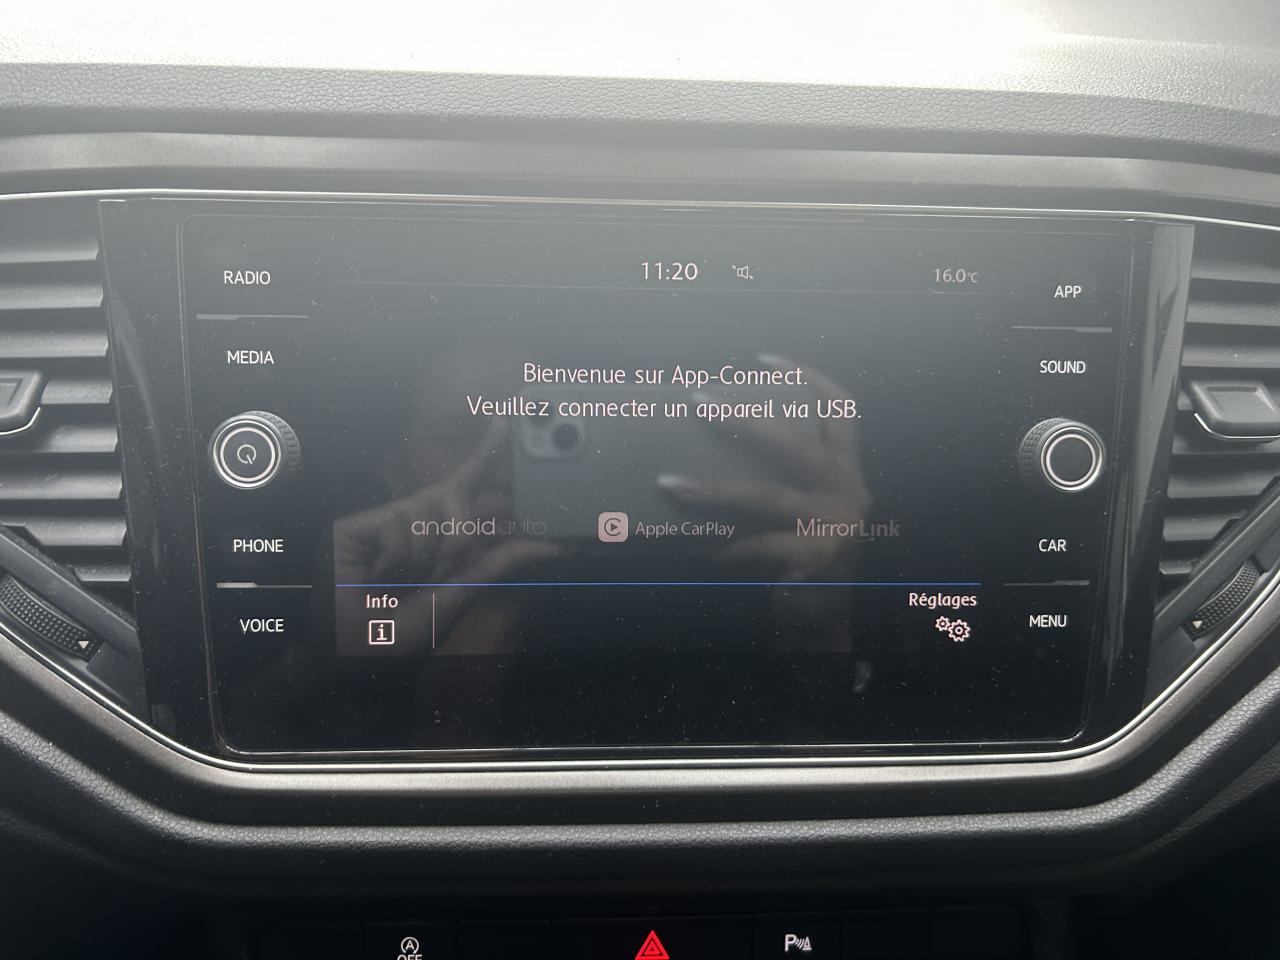 RADIO
MEDIA
PHONE
VOICE
11:20
16.0°C
Bienvenue sur App-Connect.
Veuillez connecter un appareil via USB.
androidauto
Apple CarPlay
MirrorLink
Info
i
Réglages
APP
SOUND
CAR
MENU
A
OFF
P